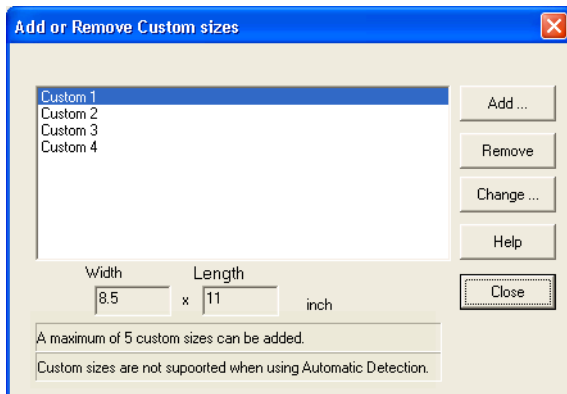 Add or Remove Custom sizes
Custom 1
Custom 2
Custom 3
Custom 4
Add ...
Remove
Change ...
Help
Close
Width Length
8.5 x 11 inch
A maximum of 5 custom sizes can be added.
Custom sizes are not supoorted when using Automatic Detection.